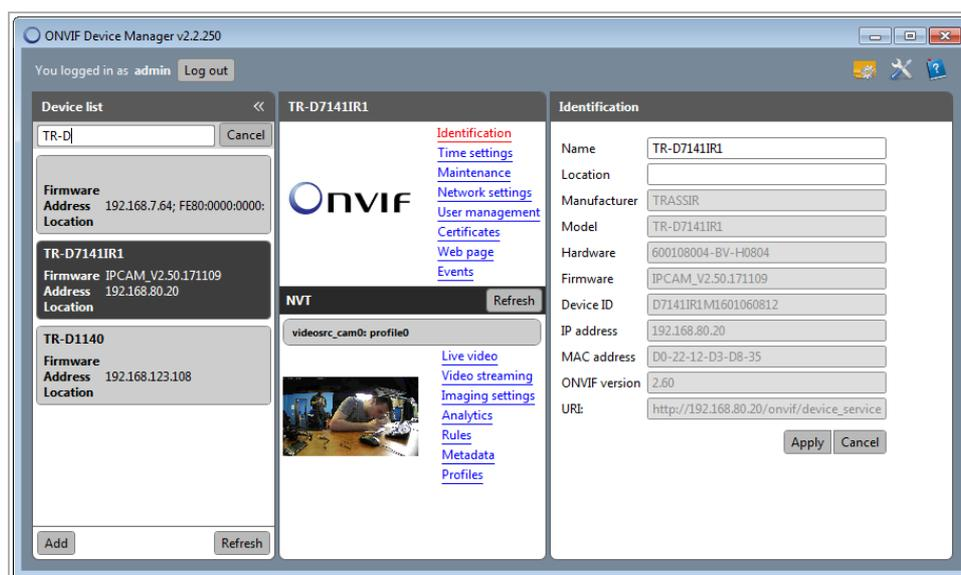 ONVIF Device Manager v2.2.250
You logged in as admin Log out
Device list «
TR-D Cancel
Firmware
Address 192.168.7.64; FE80:0000:0000:
Location
TR-D7141IR1
Firmware IPCAM_V2.50.171109
Address 192.168.80.20
Location
TR-D1140
Firmware
Address 192.168.123.108
Location
Add Refresh
TR-D7141IR1
ONVIF
Identification
Time settings
Maintenance
Network settings
User management
Certificates
Web page
Events
NVT Refresh
videosrc_cam0: profile0
Live video
Video streaming
Imaging settings
Analytics
Rules
Metadata
Profiles
Identification
Name TR-D7141IR1
Location
Manufacturer TRASSIR
Model TR-D7141IR1
Hardware 600108004-BV-H0804
Firmware IPCAM_V2.50.171109
Device ID D7141IR1M1601060812
IP address 192.168.80.20
MAC address D0-22-12-D3-D8-35
ONVIF version 2.60
URI: http://192.168.80.20/onvif/device_service
Apply Cancel